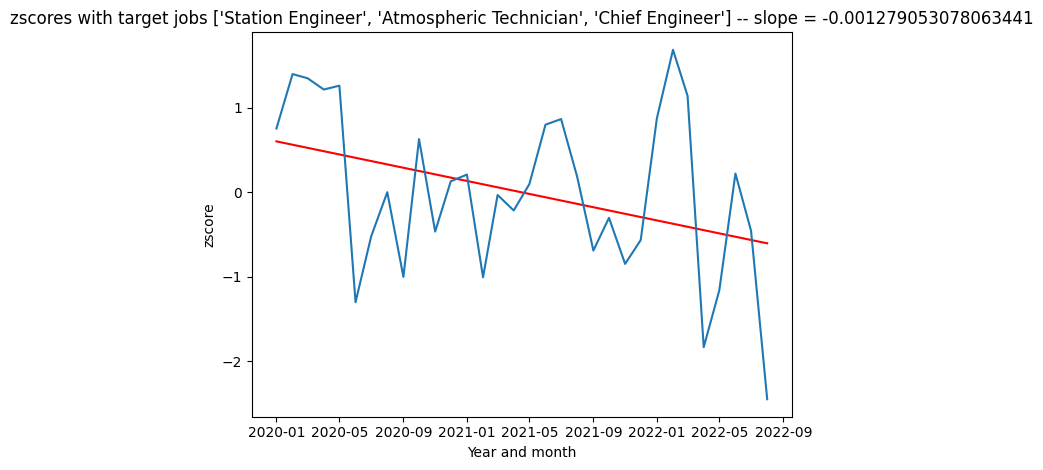 zscores with target jobs ['Station Engineer', 'Atmospheric Technician', 'Chief Engineer'] -- slope = -0.001279053078063441
zscore
1
0
−1
−2
2020-01 2020-05 2020-09 2021-01 2021-05 2021-09 2022-01 2022-05 2022-09
Year and month